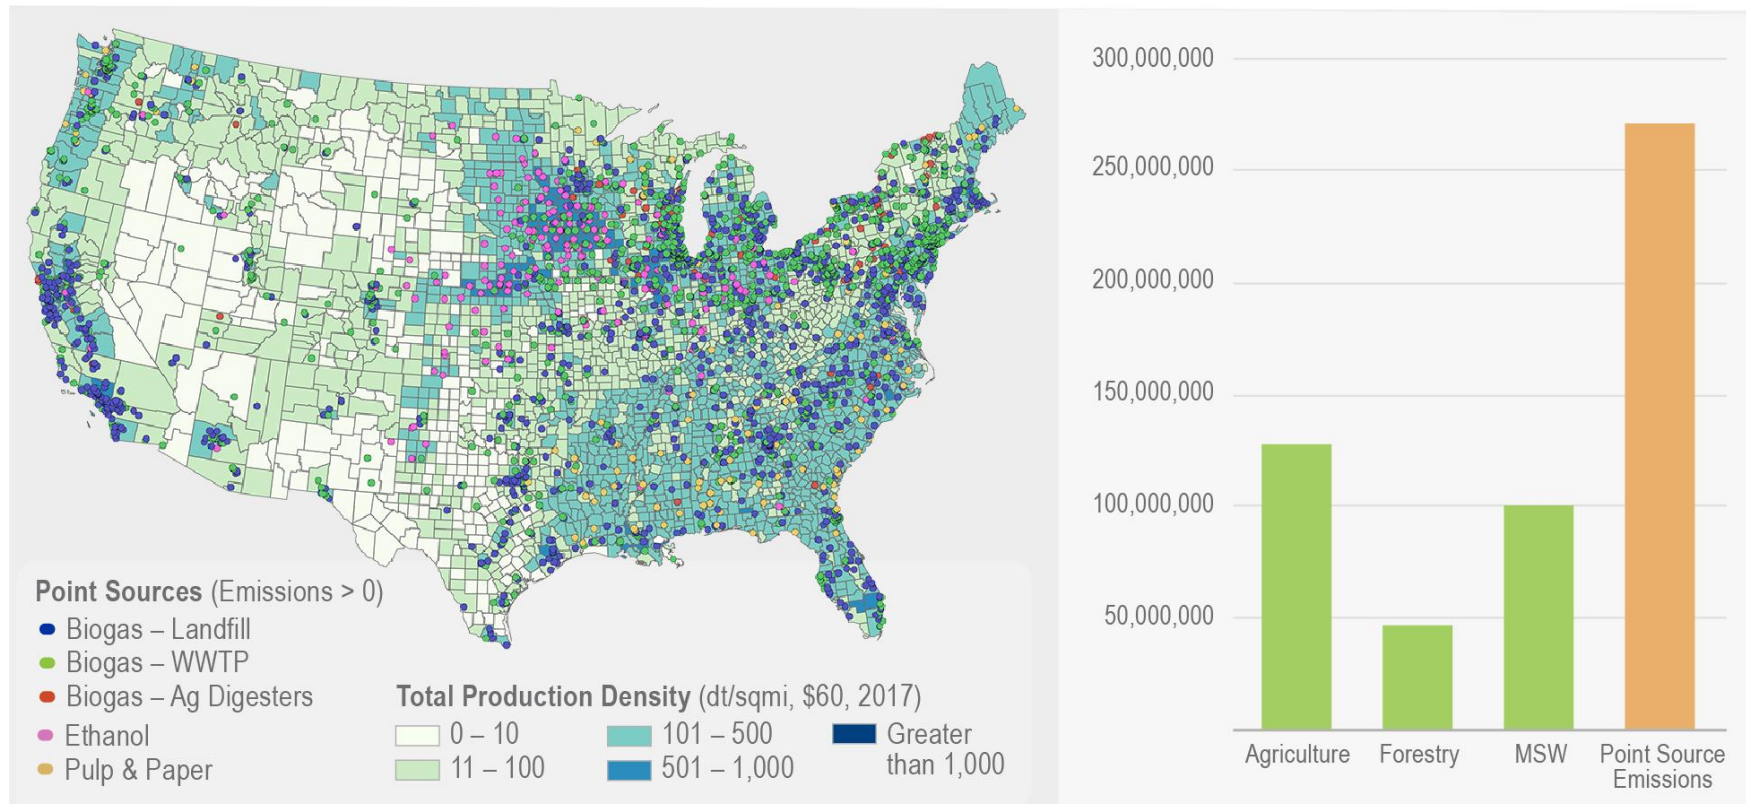 Point Sources (Emissions > 0)
Biogas – Landfill
Biogas – WWTP
Biogas – Ag Digesters
Ethanol
Pulp & Paper
Total Production Density (dt/sqmi, $60, 2017)
0 – 10
11 – 100
101 – 500
501 – 1,000
Greater
than 1,000
300,000,000
250,000,000
200,000,000
150,000,000
100,000,000
50,000,000
Agriculture
Forestry
MSW
Point Source
Emissions